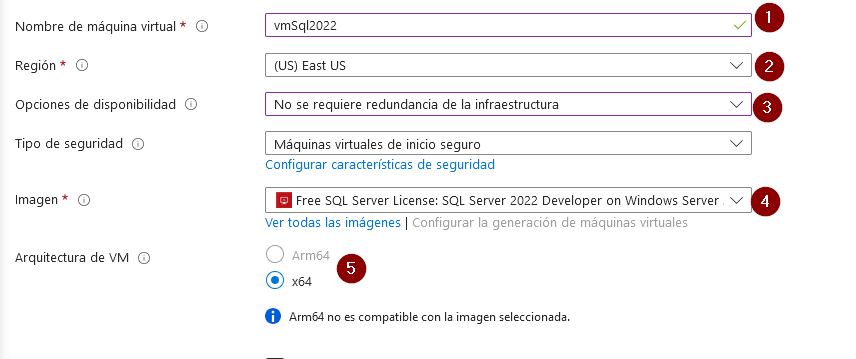 Nombre de máquina virtual * vmSql2022 1
Región * (US) East US 2
Opciones de disponibilidad No se requiere redundancia de la infraestructura 3
Tipo de seguridad Máquinas virtuales de inicio seguro
Configurar características de seguridad
Imagen * Free SQL Server License: SQL Server 2022 Developer on Windows Server 4
Ver todas las imágenes | Configurar la generación de máquinas virtuales
Arquitectura de VM Arm64
5
x64
Arm64 no es compatible con la imagen seleccionada.